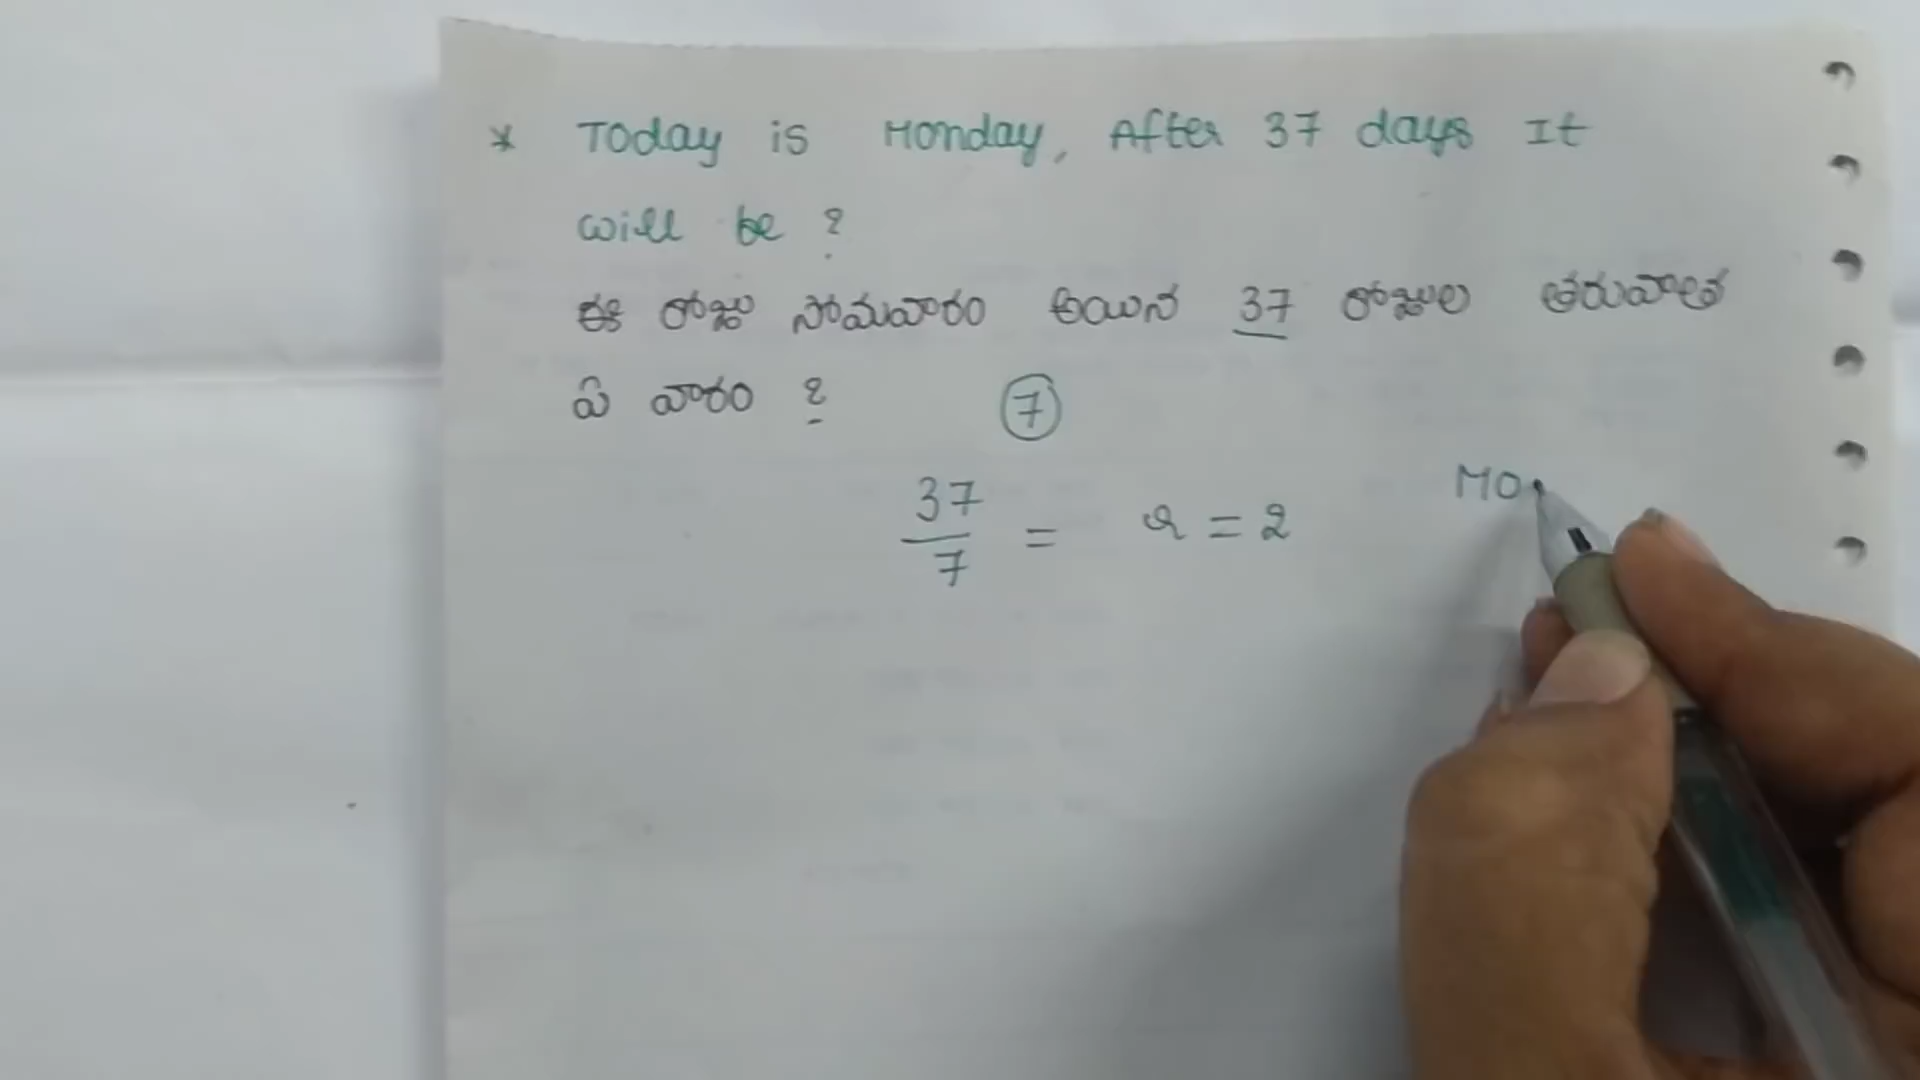 * Today is Monday, After 37 days It
will be ?
ఈ రోజు సోమవారం అయిన 37 రోజుల తరువాత
ఏ వారం ?
7
37
7
= r = 2
Mo